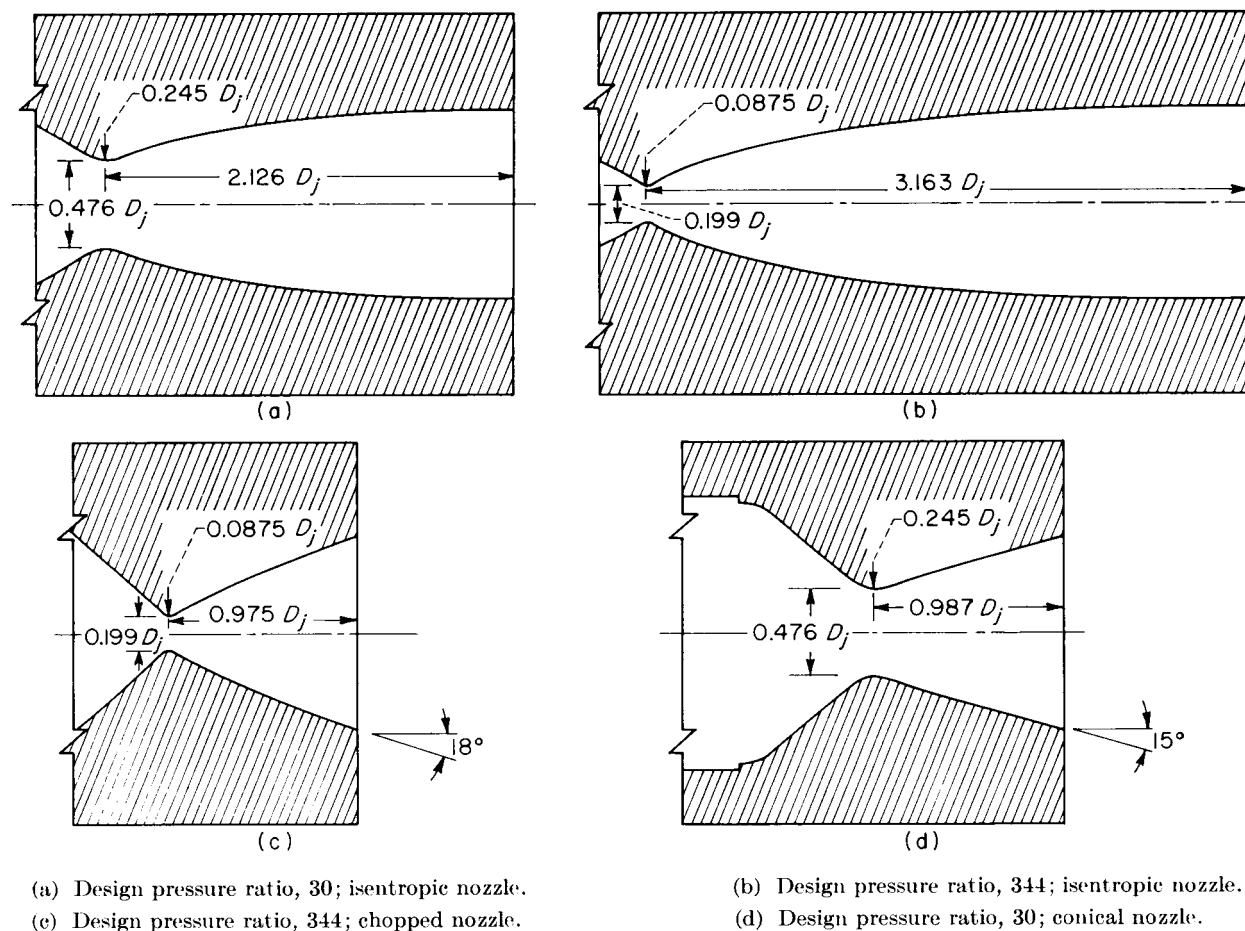 0.245 Dj
2.126 Dj
0.476 Dj
(a)
0.0875 Dj
3.163 Dj
0.199 Dj
(b)
0.0875 Dj
0.975 Dj
0.199 Dj
18°
(c)
0.245 Dj
0.987 Dj
0.476 Dj
15°
(d)
(a) Design pressure ratio, 30; isentropic nozzle.
(b) Design pressure ratio, 344; isentropic nozzle.
(c) Design pressure ratio, 344; chopped nozzle.
(d) Design pressure ratio, 30; conical nozzle.